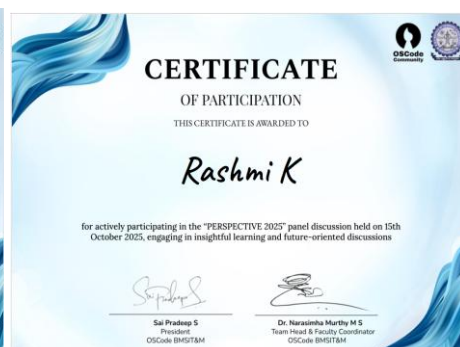 OSCode
Community
CERTIFICATE
OF PARTICIPATION
THIS CERTIFICATE IS AWARDED TO
Rashmi K
for actively participating in the "PERSPECTIVE 2025" panel discussion held on 15th
October 2025, engaging in insightful learning and future-oriented discussions
Sai Pradeep S.
Sai Pradeep S
President
OSCode BMSIT&M
Dr. Narasimha Murthy M S
Team Head & Faculty Coordinator
OSCode BMSIT&M